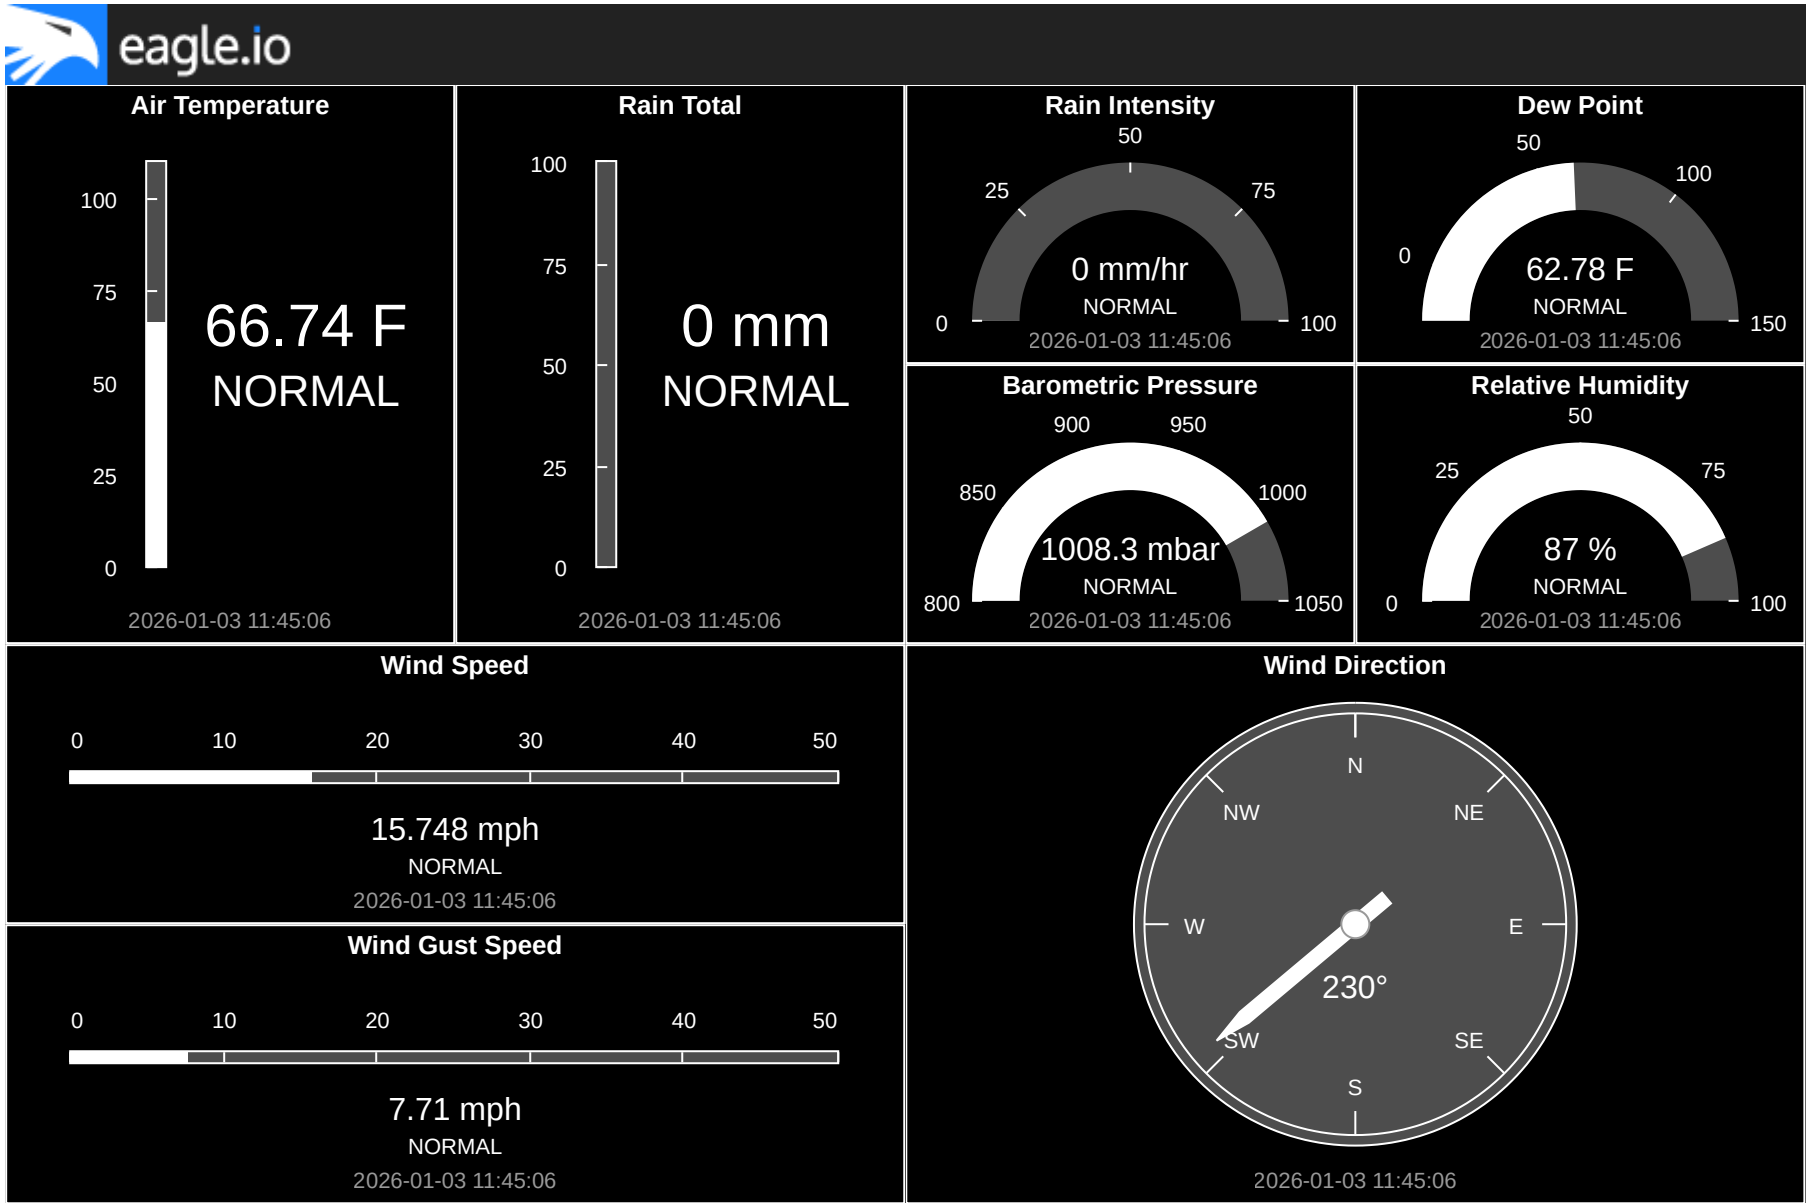 eagle.io
Air Temperature
100
75
50
25
0
66.74 F
NORMAL
2026-01-03 11:45:06
Rain Total
100
75
50
25
0
0 mm
NORMAL
2026-01-03 11:45:06
Rain Intensity
50
25
75
0
100
0 mm/hr
NORMAL
2026-01-03 11:45:06
Dew Point
50
100
0
150
62.78 F
NORMAL
2026-01-03 11:45:06
Barometric Pressure
900
950
850
1000
800
1050
1008.3 mbar
NORMAL
2026-01-03 11:45:06
Relative Humidity
50
25
75
0
100
87 %
NORMAL
2026-01-03 11:45:06
Wind Speed
0 10 20 30 40 50
15.748 mph
NORMAL
2026-01-03 11:45:06
Wind Gust Speed
0 10 20 30 40 50
7.71 mph
NORMAL
2026-01-03 11:45:06
Wind Direction
N
NW
NE
W
E
230°
SW
SE
S
2026-01-03 11:45:06